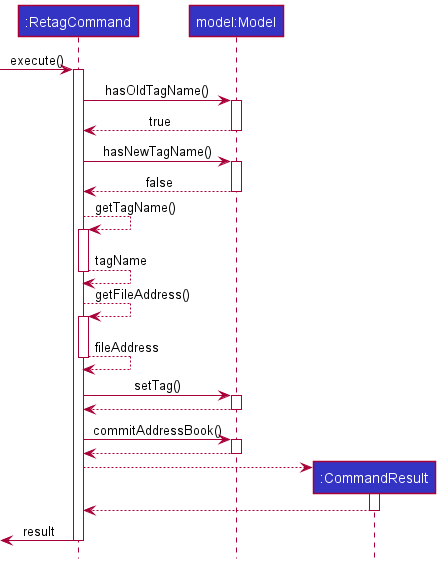 :RetagCommand
model:Model
execute()
hasOldTagName()
true
hasNewTagName()
false
getTagName()
tagName
getFileAddress()
fileAddress
setTag()
commitAddressBook()
:CommandResult
result